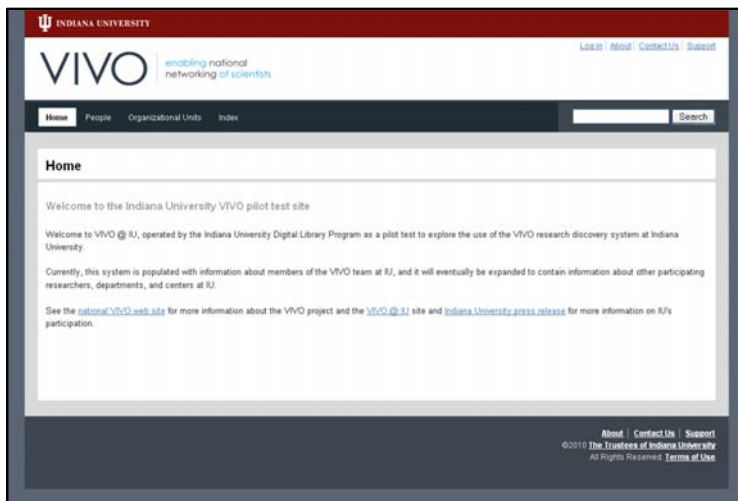 INDIANA UNIVERSITY
Log in | About | Contact Us | Support
VIVO
enabling national
networking of scientists
Home People Organizational Units Index Search
Home
Welcome to the Indiana University VIVO pilot test site
Welcome to VIVO @ IU, operated by the Indiana University Digital Library Program as a pilot test to explore the use of the VIVO research discovery system at Indiana
University.
Currently, this system is populated with information about members of the VIVO team at IU, and it will eventually be expanded to contain information about other participating
researchers, departments, and centers at IU.
See the national VIVO web site for more information about the VIVO project and the VIVO @ IU site and Indiana University press release for more information on IU's
participation.
About | Contact Us | Support
©2010 The Trustees of Indiana University
All Rights Reserved. Terms of Use